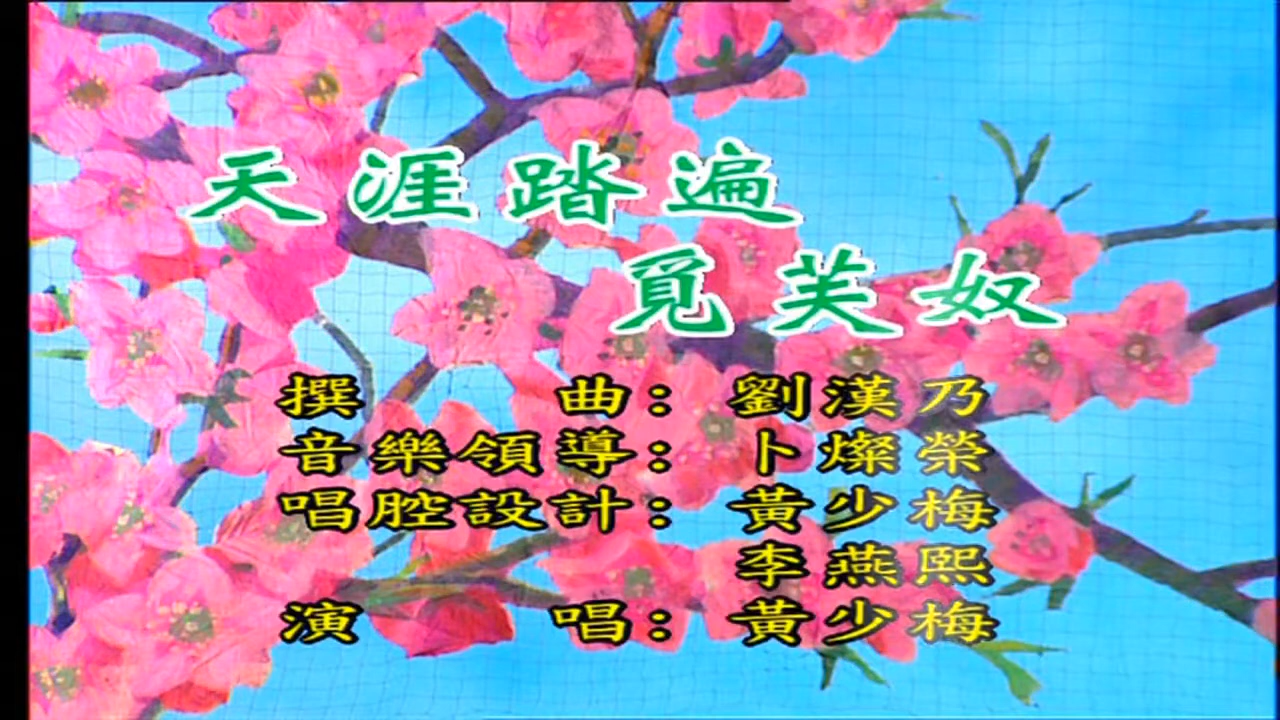 天涯踏遍
覓芙奴
撰曲：劉漢乃
音樂領導：卜燦榮
唱腔設計：黃少梅
李燕熙
演唱：黃少梅